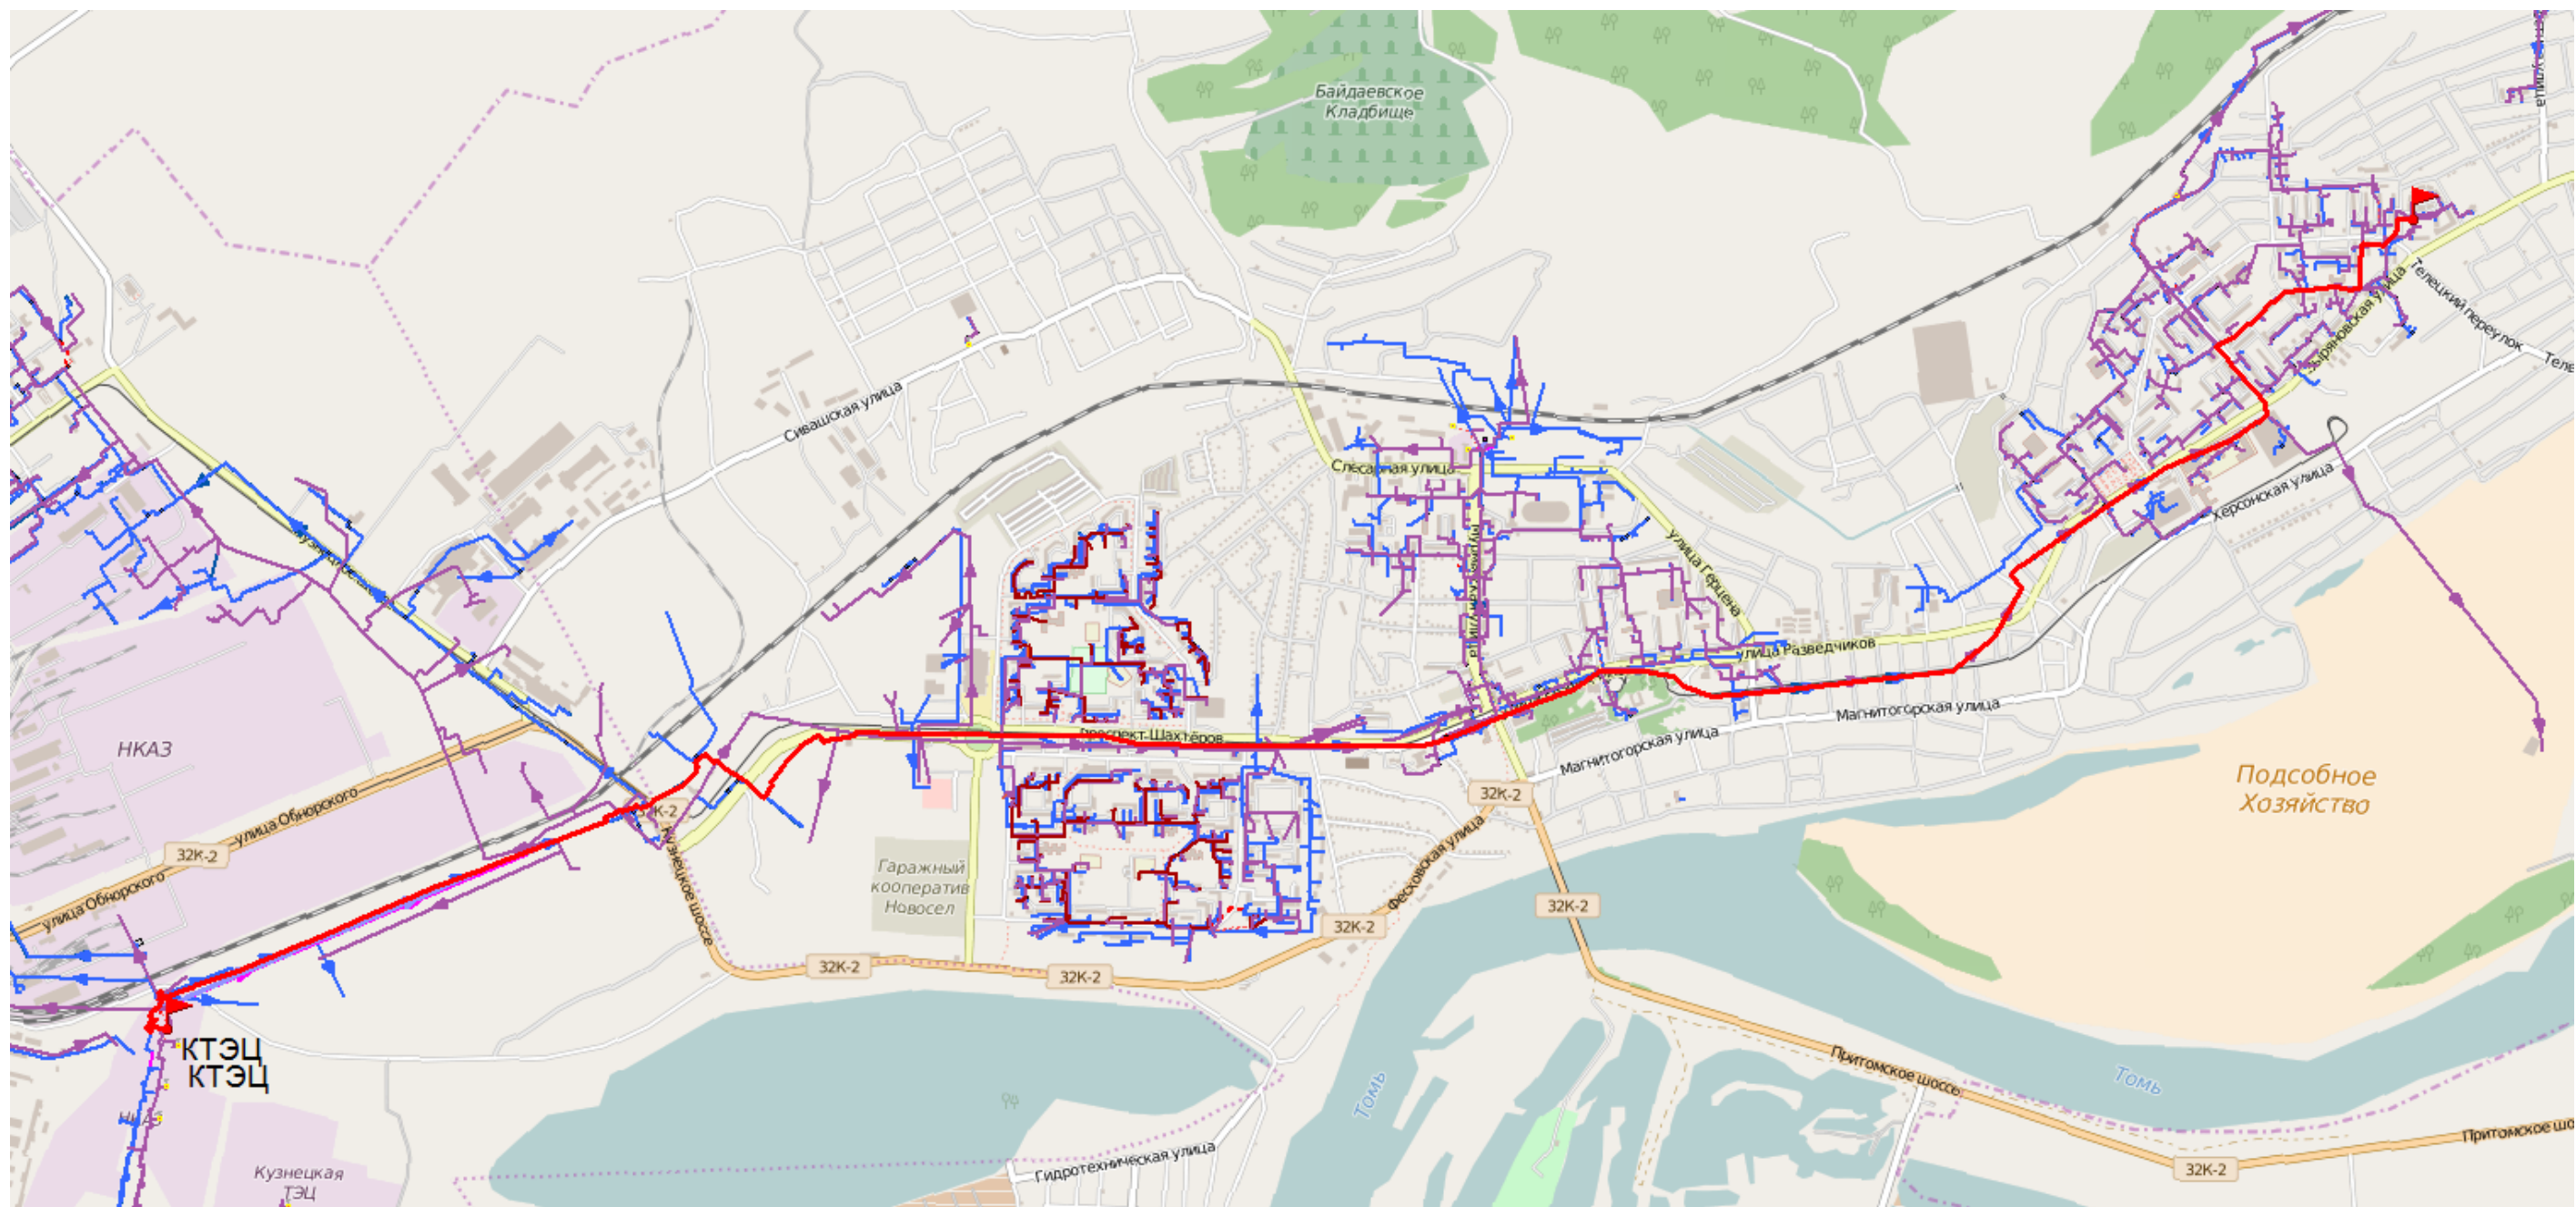 Байдаевское
Кладбище
Телецкий переулок
Сивашская улица
Слесарная улица
Херсонская улица
улица Герцена
улица Разведчиков
НКАЗ
проспект Шахтёров
Магнитогорская улица
Магнитогорская улица
Подсобное
Хозяйство
32К-2
К-2
улица Обнорского
32К-2
улица Обнорского
Кузнецкое шоссе
Гаражный
кооператив
Новосел
Фесковская улица
32К-2
32К-2
32К-2
32К-2
КТЭЦ
КТЭЦ
Притомское шоссе
Томь
Томь
НКАЗ
Притомское шо
Гидротехническая улица
32К-2
Кузнецкая
ТЭЦ